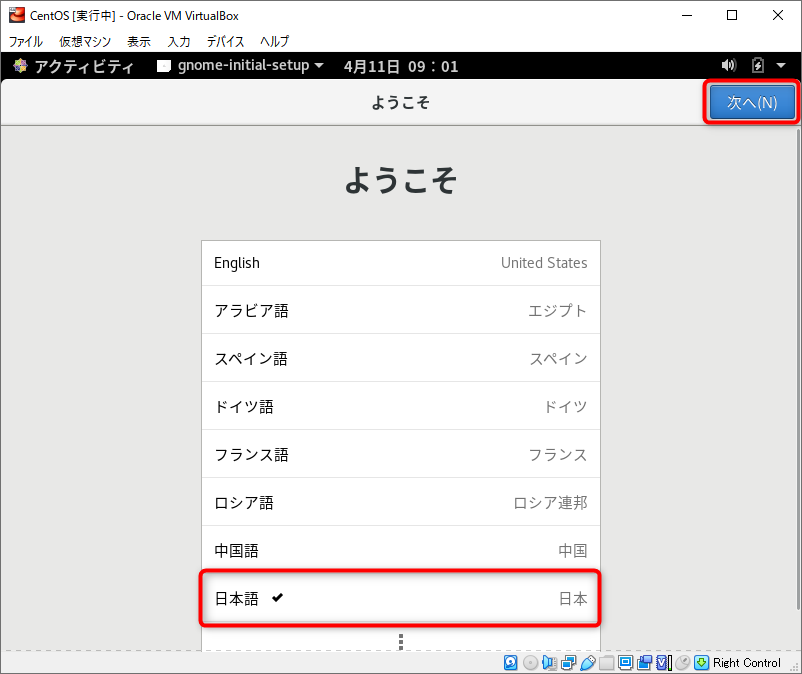 CentOS [実行中] - Oracle VM VirtualBox
ファイル 仮想マシン 表示 入力 デバイス ヘルプ
アクティビティ gnome-initial-setup 4月11日 09：01
ようこそ 次へ(N)
ようこそ
English United States
アラビア語 エジプト
スペイン語 スペイン
ドイツ語 ドイツ
フランス語 フランス
ロシア語 ロシア連邦
中国語 中国
日本語 日本
Right Control